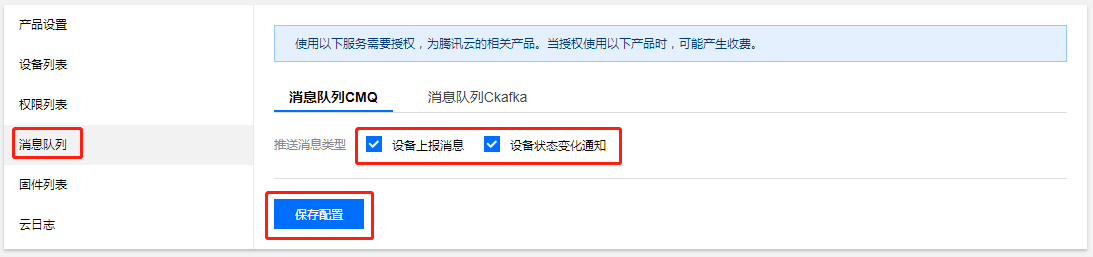 产品设置
设备列表
权限列表
消息队列
固件列表
云日志
使用以下服务需要授权，为腾讯云的相关产品。当授权使用以下产品时，可能产生收费。
消息队列CMQ 消息队列Ckafka
推送消息类型 设备上报消息 设备状态变化通知
保存配置